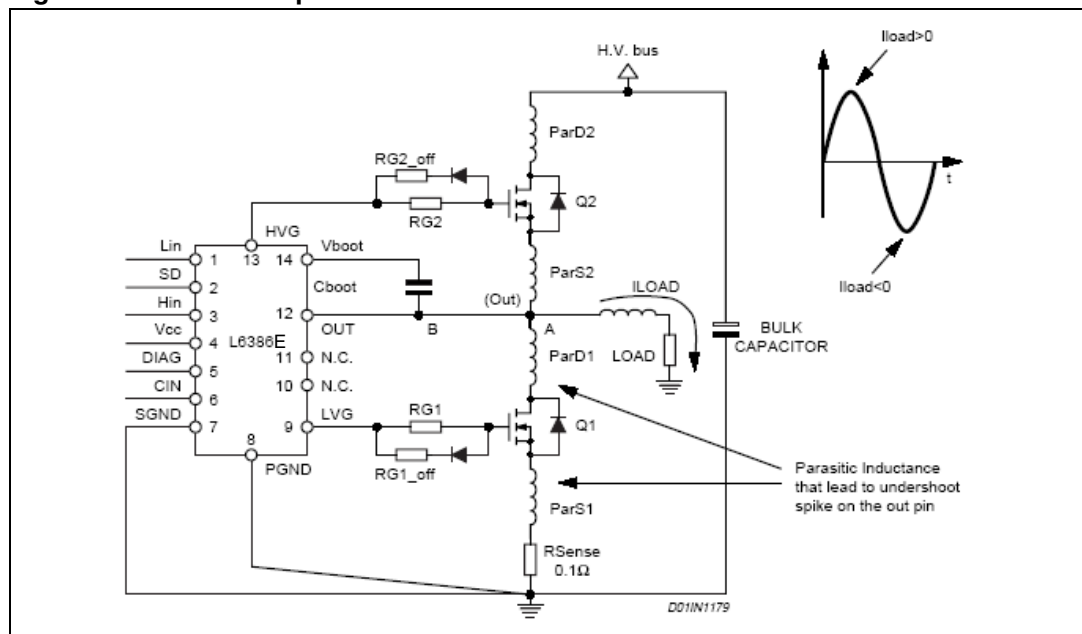 Iload>0
H.V. bus
ParD2
RG2_off
t
Q2
RG2
HVG
Lin
Vboot
1
13
14
ParS2
SD
Cboot
ILOAD
2
Iload<0
Hin
(Out)
3
12
OUT
B
A
BULK
CAPACITOR
Vcc
4
L6386E
11
N.C.
LOAD
ParD1
DIAG
5
10
N.C.
CIN
6
RG1
SGND
LVG
7
9
Q1
8
PGND
RG1_off
Parasitic Inductance
that lead to undershoot
spike on the out pin
ParS1
RSense
0.1Ω
D01IN1179